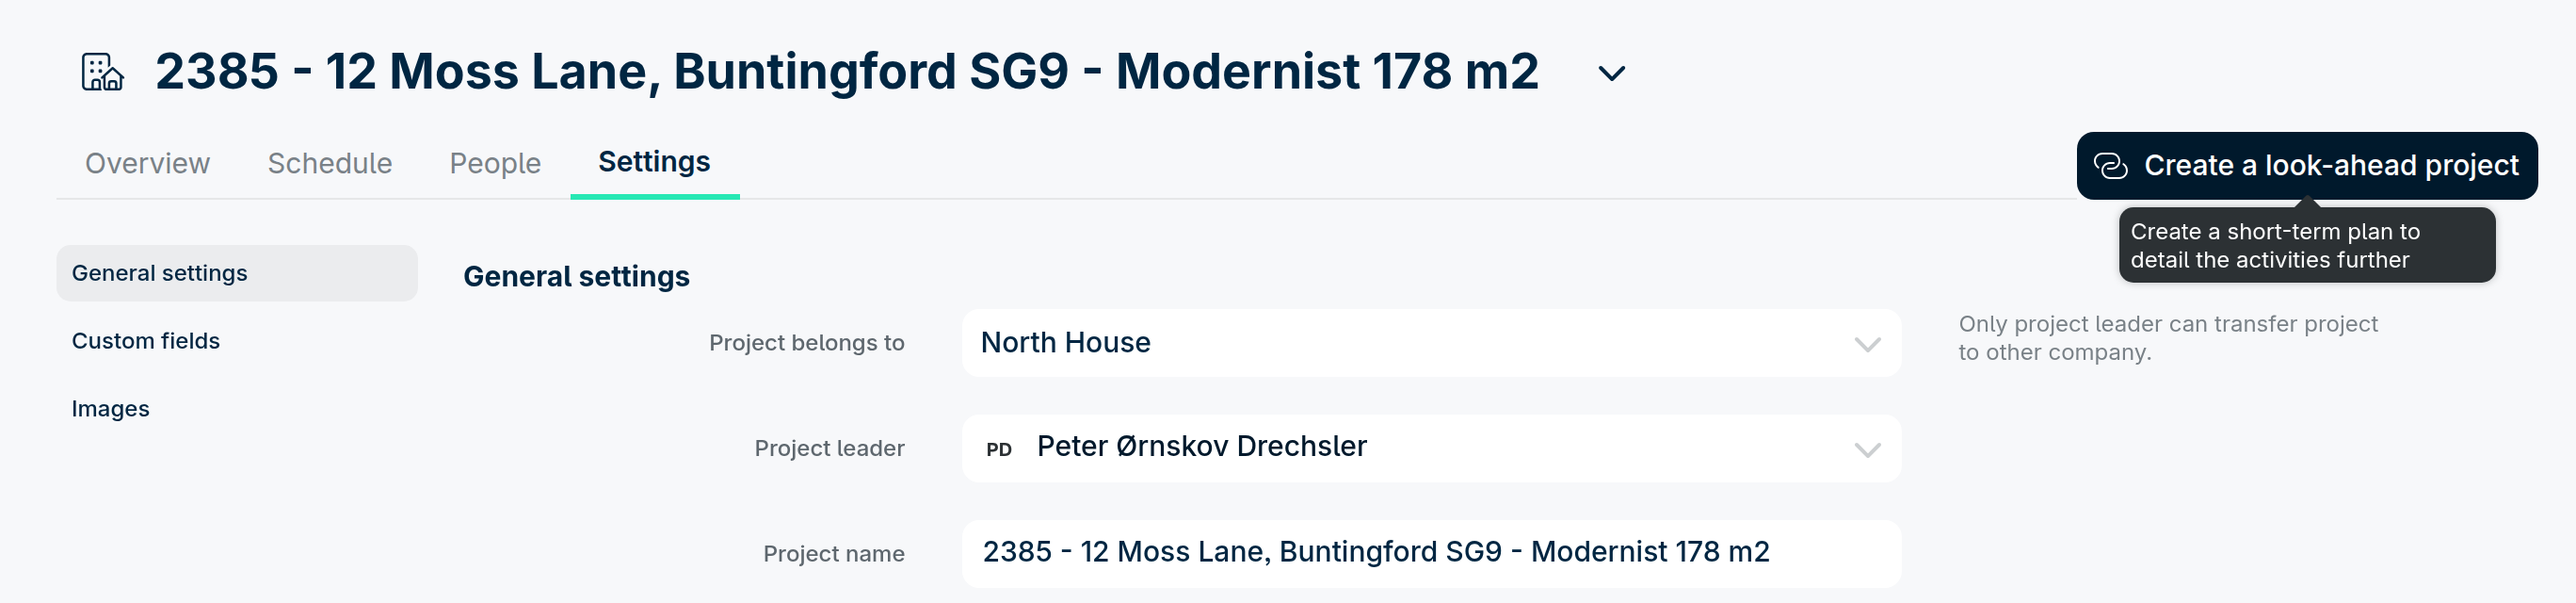 2385 - 12 Moss Lane, Buntingford SG9 - Modernist 178 m2
Overview
Schedule
People
Settings
Create a look-ahead project
Create a short-term plan to
detail the activities further
General settings
Custom fields
Images
General settings
Project belongs to
North House
Only project leader can transfer project
to other company.
Project leader
PD
Peter Ørnskov Drechsler
Project name
2385 - 12 Moss Lane, Buntingford SG9 - Modernist 178 m2